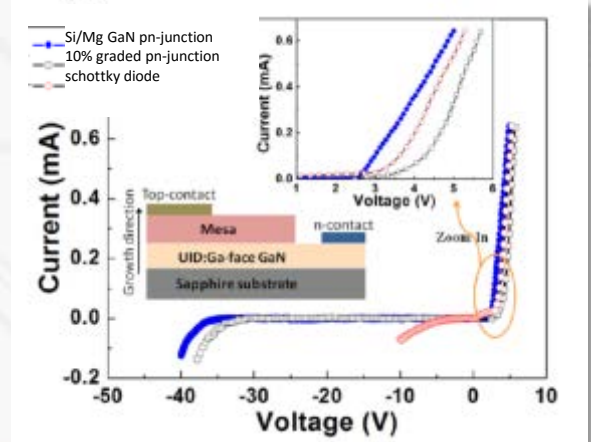 Si/Mg GaN pn-junction
10% graded pn-junction
schottky diode
Current (mA)
0.6
0.4
0.2
0.0
-0.2
-50 -40 -30 -20 -10 0 10
Voltage (V)
Current (mA)
0.6
0.4
0.2
0.0
1 2 3 4 5 6
Voltage (V)
Zoom In
Growth direction
Top-contact
n-contact
Mesa
UID:Ga-face GaN
Sapphire substrate